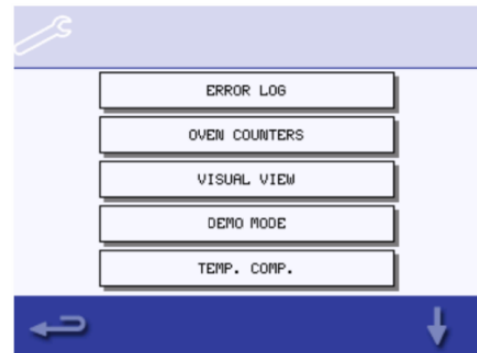 ERROR LOG
OVEN COUNTERS
VISUAL VIEW
DEMO MODE
TEMP. COMP.